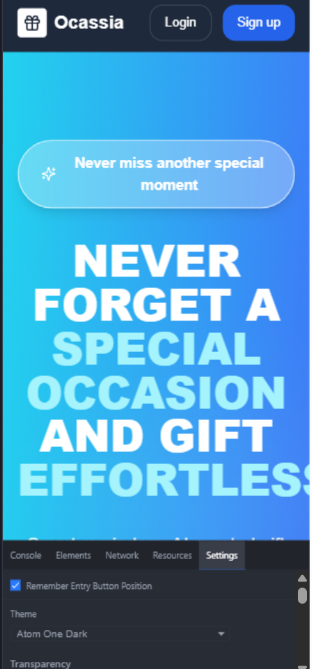 Ocassia
Login
Sign up
Never miss another special
moment
NEVER
FORGET A
SPECIAL
OCCASION
AND GIFT
EFFORTLESS
Console Elements Network Resources Settings
Remember Entry Button Position
Theme
Atom One Dark
Transparency